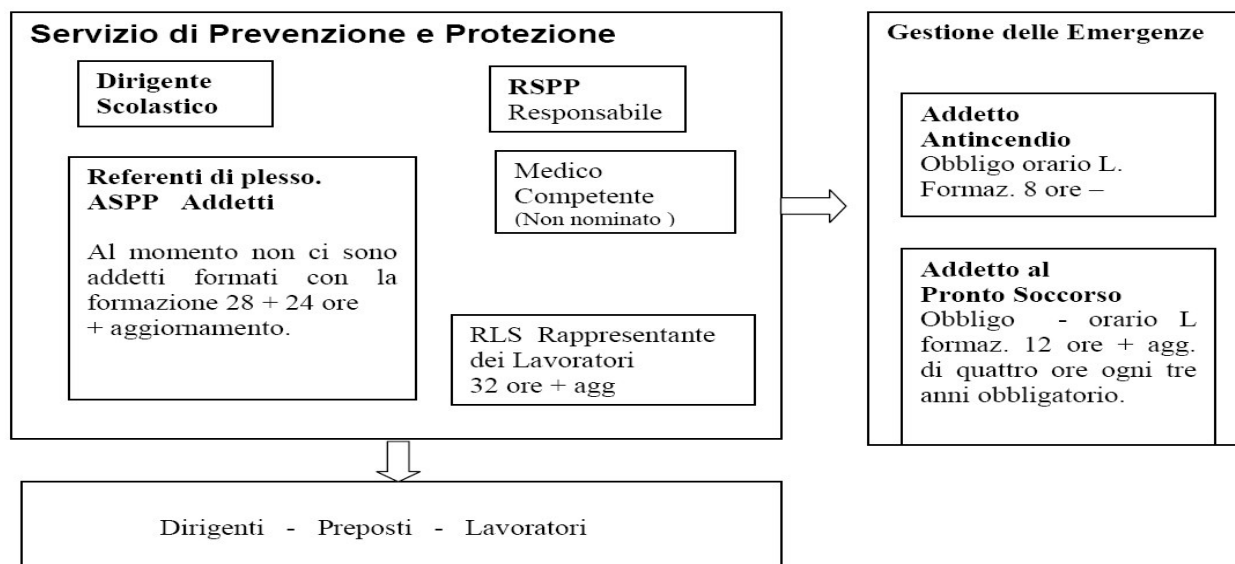 Servizio di Prevenzione e Protezione
Dirigente
Scolastico
RSPP
Responsabile
Referenti di plesso.
ASPP Addetti
Al momento non ci sono
addetti formati con la
formazione 28 + 24 ore
+ aggiornamento.
Medico
Competente
(Non nominato )
RLS Rappresentante
dei Lavoratori
32 ore + agg
Gestione delle Emergenze
Addetto
Antincendio
Obbligo orario L.
Formaz. 8 ore –
Addetto al
Pronto Soccorso
Obbligo - orario L
formaz. 12 ore + agg.
di quattro ore ogni tre
anni obbligatorio.
Dirigenti - Preposti - Lavoratori